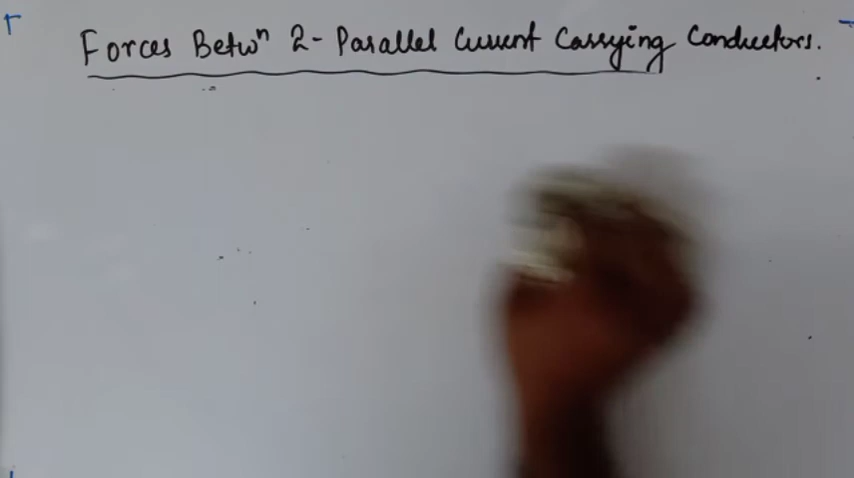 Forces Betwⁿ 2- Parallel Current Carrying Conductors.